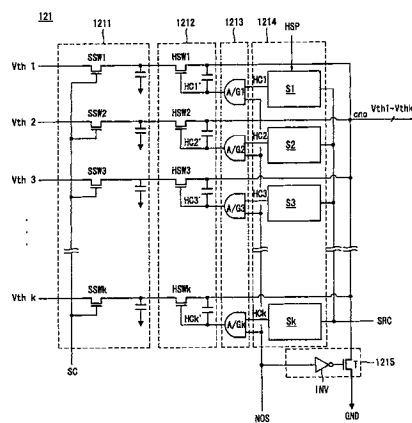 121
1211
1212
1213
1214
HSP
Vth 1
SSW1
HSW1
HC1'
A/G1
HC1
S1
cno
Vth1~Vthk
Vth 2
SSW2
HSW2
HC2'
A/G2
HC2
S2
Vth 3
SSW3
HSW3
HC3'
A/G3
HC3
S3
Vth k
SSWk
HSWk
HCk'
A/Gk
HCk
Sk
SRC
SC
NOS
INV
T
1215
GND